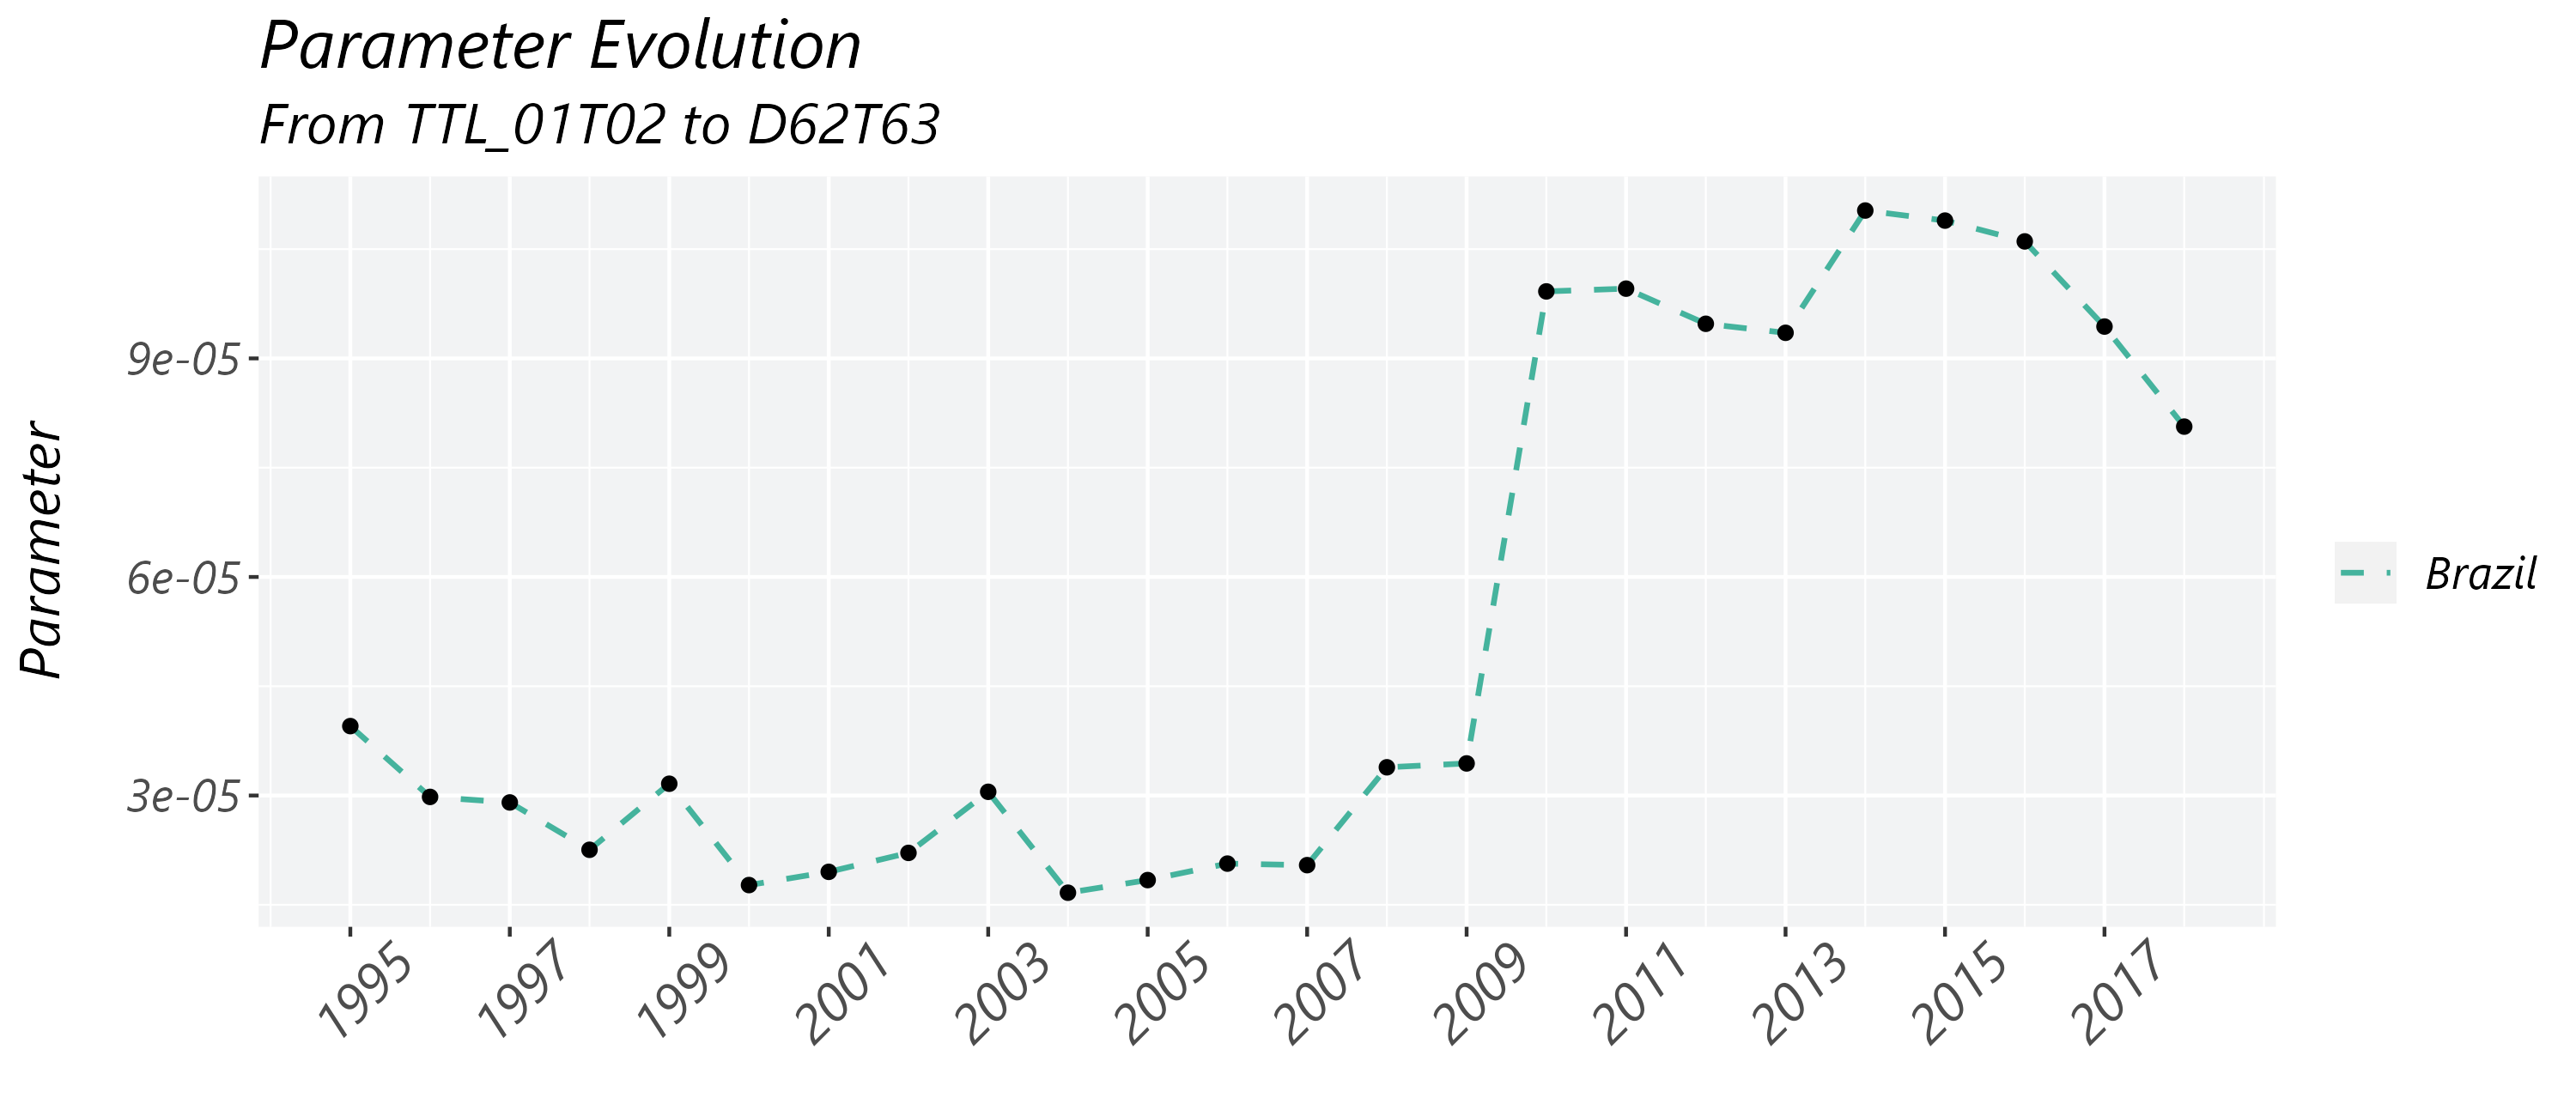 Parameter Evolution
From TTL_01T02 to D62T63
Parameter
9e-05
6e-05
3e-05
1995
1997
1999
2001
2003
2005
2007
2009
2011
2013
2015
2017
Brazil